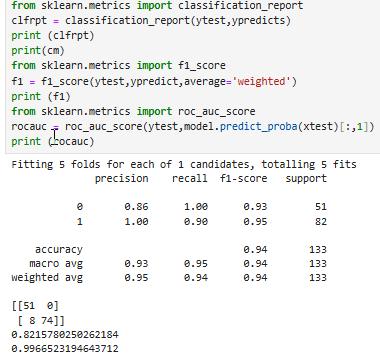 from sklearn.metrics import classification_report
clfrpt = classification_report(ytest,ypredicts)
print (clfrpt)
print(cm)
from sklearn.metrics import f1_score
f1 = f1_score(ytest,ypredict,average='weighted')
print (f1)
from sklearn.metrics import roc_auc_score
rocauc = roc_auc_score(ytest,model.predict_proba(xtest)[:,1])
print (rocauc)
Fitting 5 folds for each of 1 candidates, totalling 5 fits
precision recall f1-score support
0 0.86 1.00 0.93 51
1 1.00 0.90 0.95 82
accuracy 0.94 133
macro avg 0.93 0.95 0.94 133
weighted avg 0.95 0.94 0.94 133
[[51 0]
[ 8 74]]
0.8215780250262184
0.9966523194643712